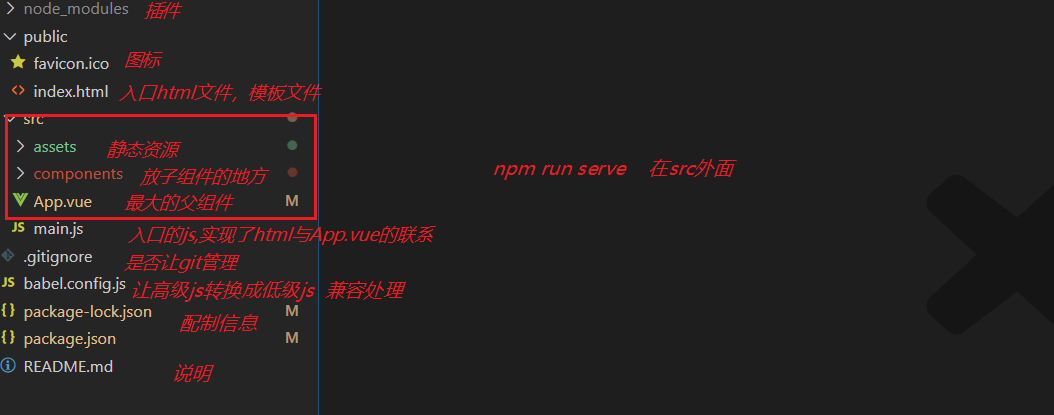 node_modules 插件
public
favicon.ico 图标
index.html 入口html文件，模板文件
src
assets 静态资源
components 放子组件的地方
npm run serve 在src外面
App.vue 最大的父组件 M
main.js 入口的js,实现了html与App.vue的联系
.gitignore 是否让git管理
JS babel.config.js 让高级js转换成低级js 兼容处理
{} package-lock.json M
配制信息
{} package.json M
README.md 说明